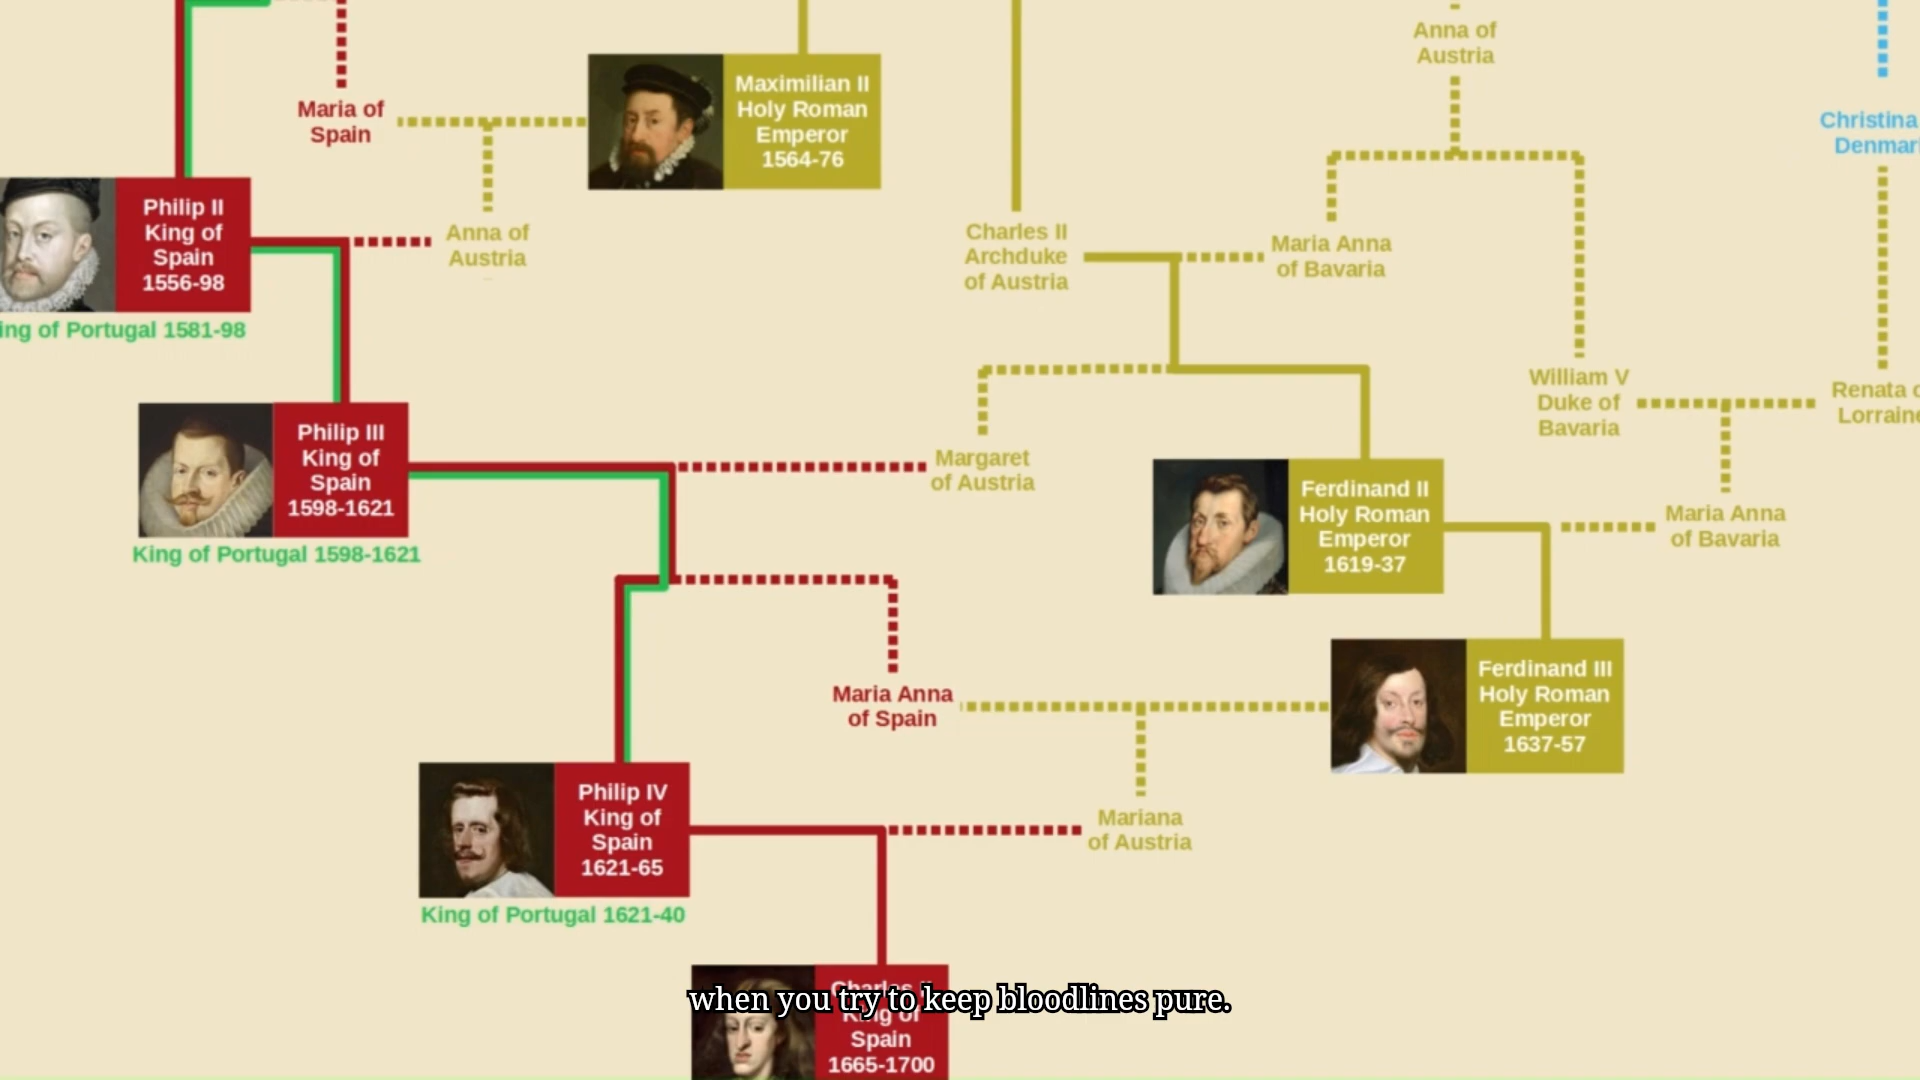 Anna of
Austria
Maria of
Spain
Maximilian II
Holy Roman
Emperor
1564-76
Christina
Philip II
King of
Spain
1556-98
Anna of
Austria
Charles II
Archduke
of Austria
Maria Anna
of Bavaria
King of Portugal 1581-98
William V
Duke of
Bavaria
Renata
Philip III
King of
Spain
1598-1621
Margaret
of Austria
Ferdinand II
Holy Roman
Emperor
1619-37
Maria Anna
of Bavaria
King of Portugal 1598-1621
Maria Anna
of Spain
Ferdinand III
Holy Roman
Emperor
1637-57
Philip IV
King of
Spain
1621-65
Mariana
of Austria
King of Portugal 1621-40
Charles II
King of
Spain
1665-1700
when you try to keep bloodlines pure.